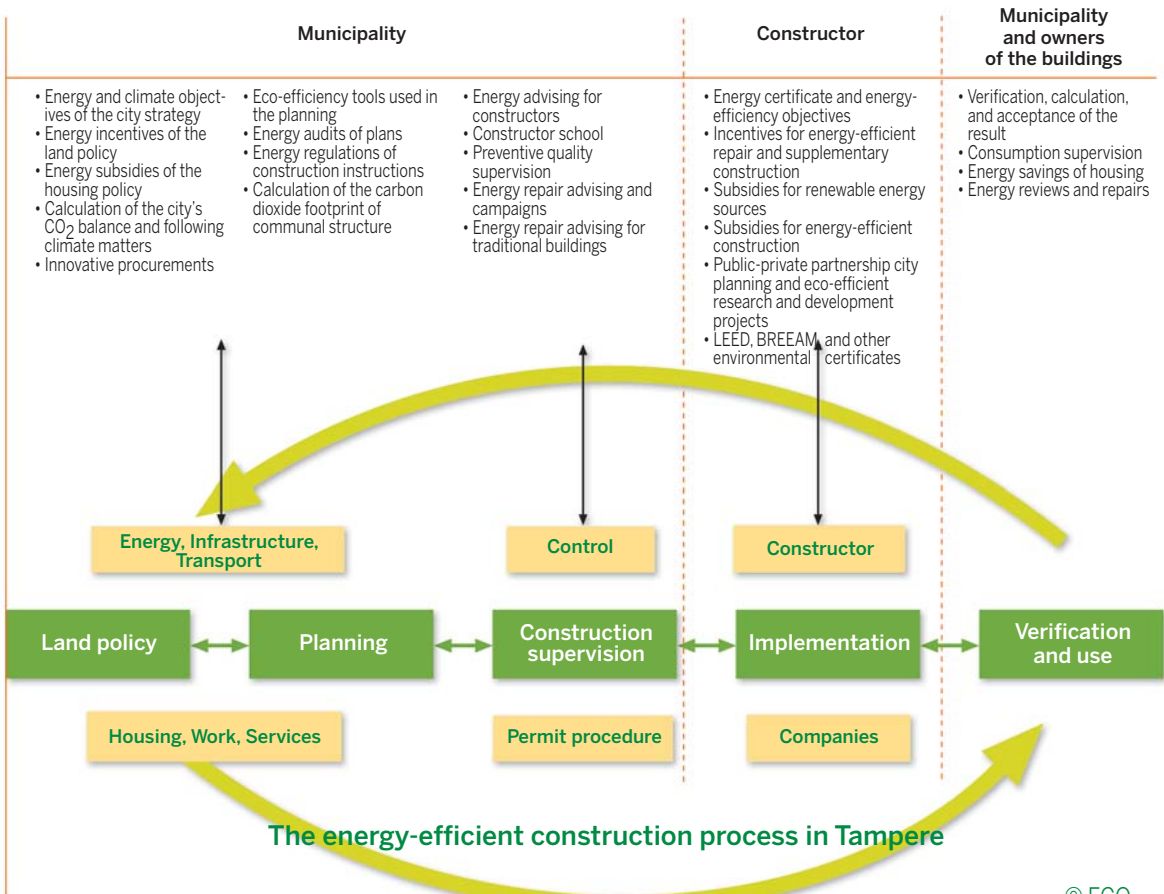 Municipality
Constructor
Municipality
and owners
of the buildings
• Energy and climate object-
ives of the city strategy
• Energy incentives of the
land policy
• Energy subsidies of the
housing policy
• Calculation of the city's
CO2 balance and following
climate matters
• Innovative procurements
• Eco-efficiency tools used in
the planning
• Energy audits of plans
• Energy regulations of
construction instructions
• Calculation of the carbon
dioxide footprint of
communal structure
• Energy advising for
constructors
• Constructor school
• Preventive quality
supervision
• Energy repair advising and
campaigns
• Energy repair advising for
traditional buildings
• Energy certificate and energy-
efficiency objectives
• Incentives for energy-efficient
repair and supplementary
construction
• Subsidies for renewable energy
sources
• Subsidies for energy-efficient
construction
• Public-private partnership city
planning and eco-efficient
research and development
projects
• LEED, BREEAM, and other
environmental certificates
• Verification, calculation,
and acceptance of the
result
• Consumption supervision
• Energy savings of housing
• Energy reviews and repairs
Energy, Infrastructure,
Transport
Control
Constructor
Land policy
Planning
Construction
supervision
Implementation
Verification
and use
Housing, Work, Services
Permit procedure
Companies
The energy-efficient construction process in Tampere